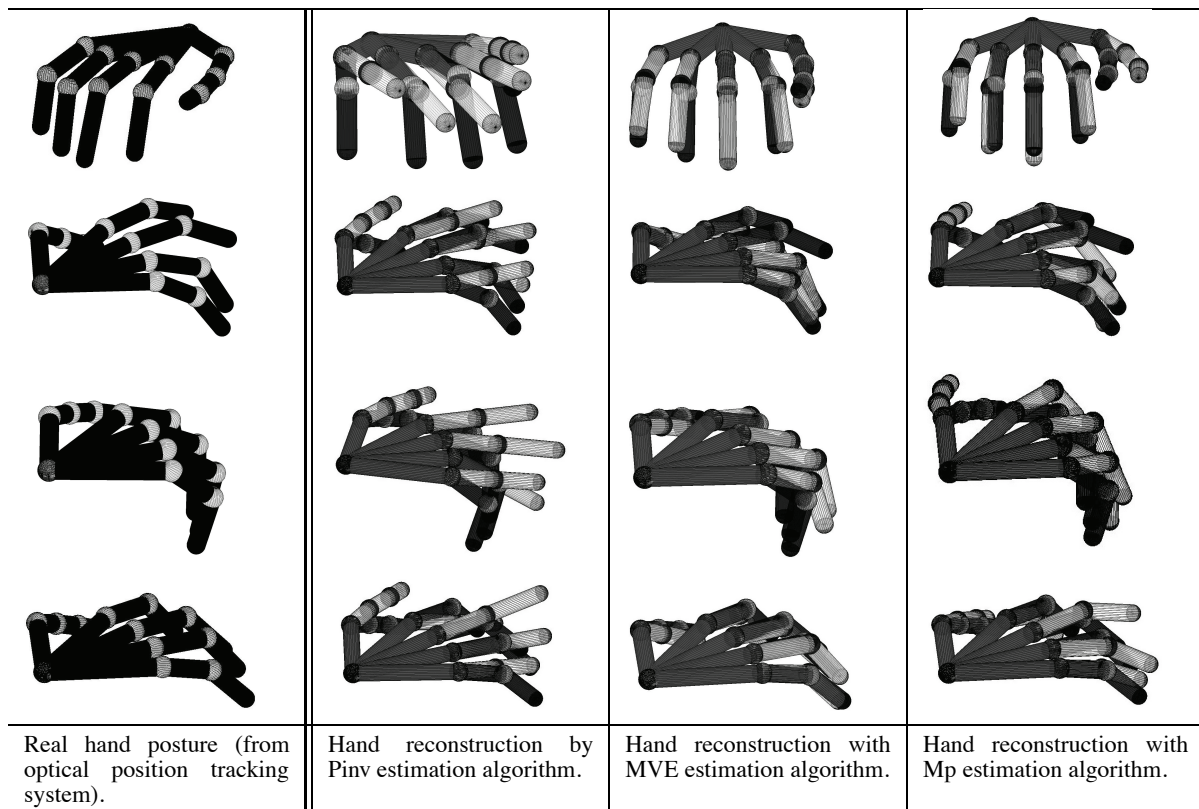 Real hand posture (from
optical position tracking
system).
Hand reconstruction by
Pinv estimation algorithm.
Hand reconstruction with
MVE estimation algorithm.
Hand reconstruction with
Mp estimation algorithm.